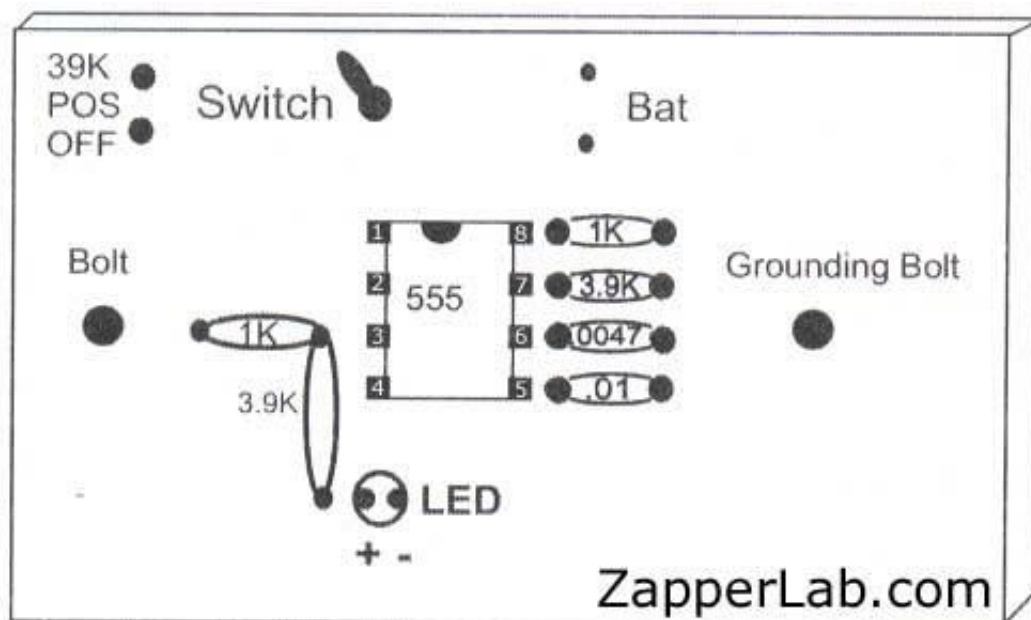 39K
POS
OFF
Switch
Bat
1 8 1K
Bolt
Grounding Bolt
2 555 7 3.9K
1K 3 6 0047
3.9K 4 5 .01
LED
+ -
ZapperLab.com